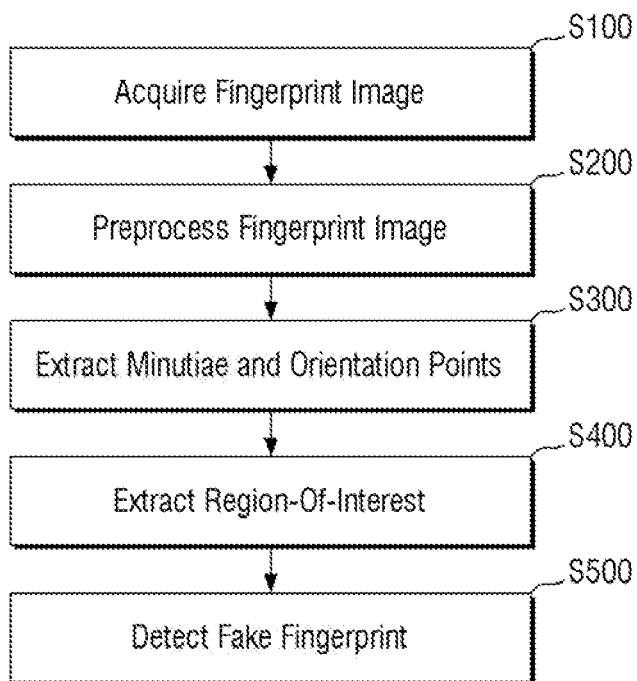 S100
Acquire Fingerprint Image
S200
Preprocess Fingerprint Image
S300
Extract Minutiae and Orientation Points
S400
Extract Region-Of-Interest
S500
Detect Fake Fingerprint